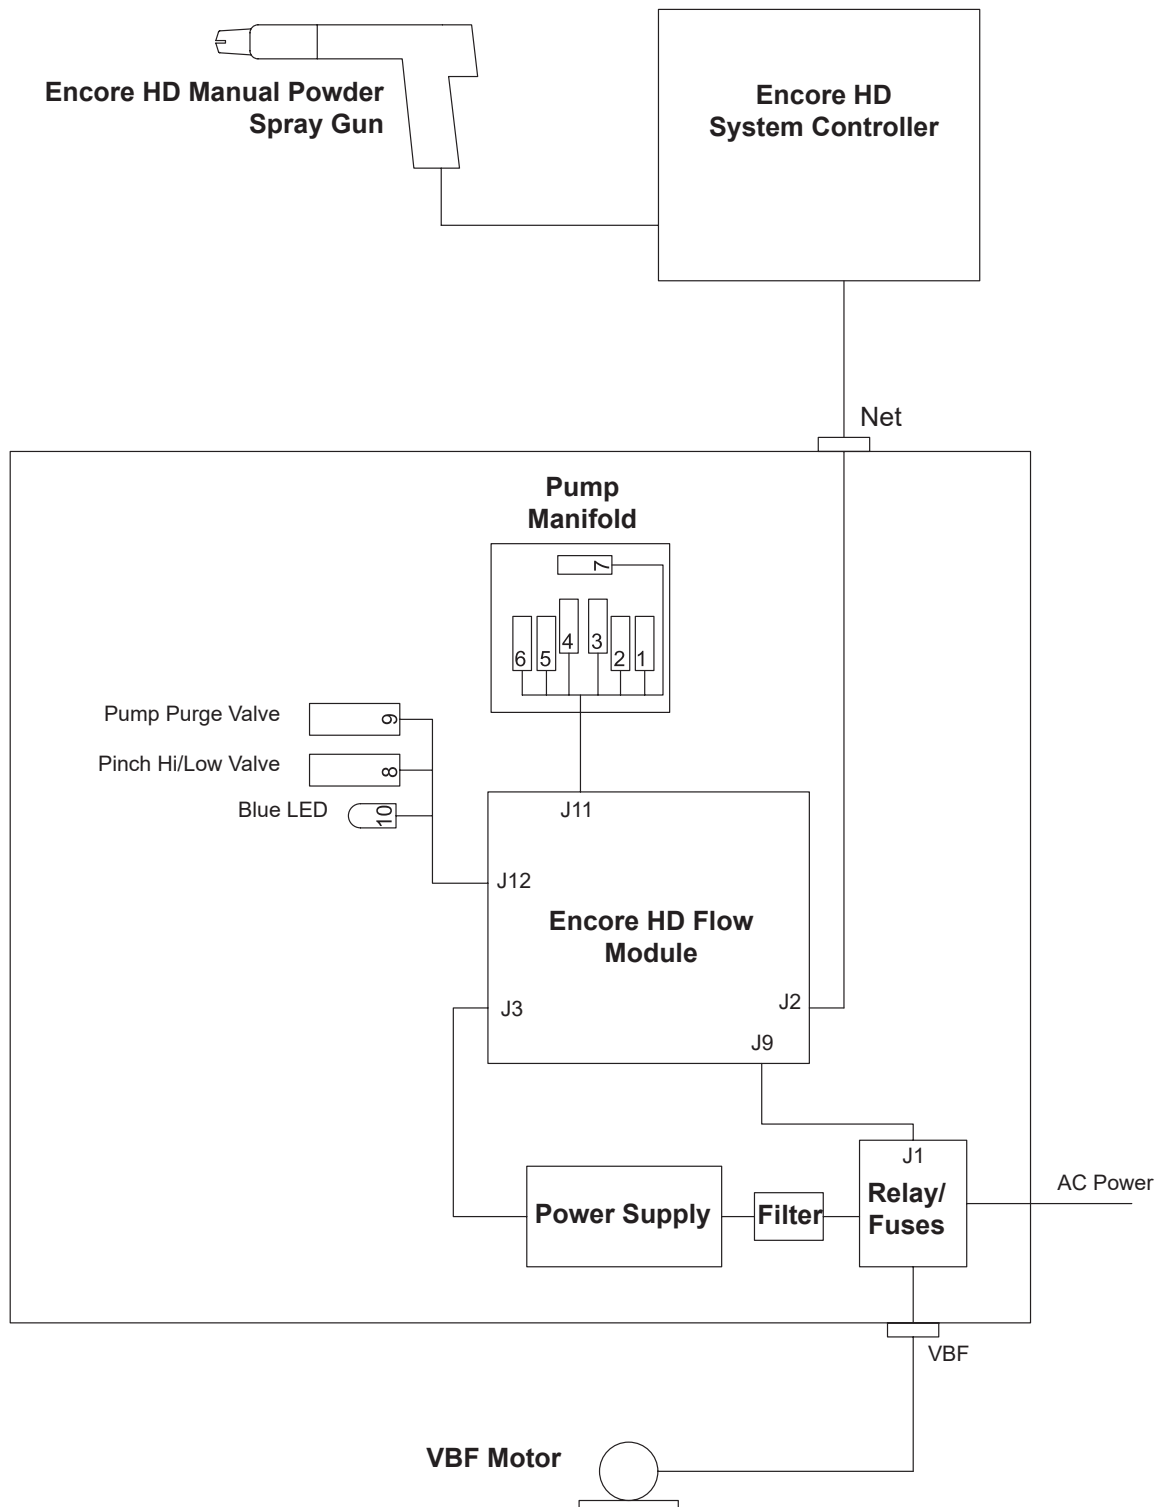 Encore HD Manual Powder
Spray Gun
Encore HD
System Controller
Net
Pump
Manifold
7
6
5
4
3
2
1
Pump Purge Valve
9
Pinch Hi/Low Valve
8
Blue LED
10
J11
J12
Encore HD Flow
Module
J3
J2
J9
J1
Relay/
Fuses
AC Power
Power Supply
Filter
VBF
VBF Motor